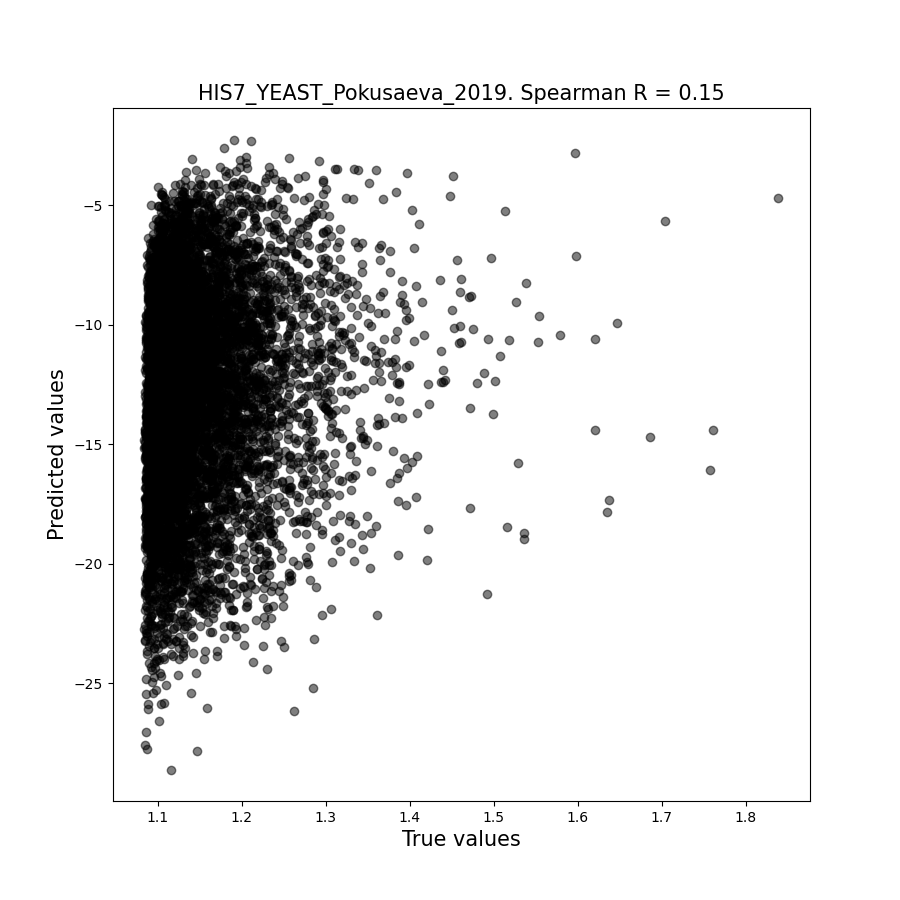 HIS7_YEAST_Pokusaeva_2019. Spearman R = 0.15
Predicted values
−5
−10
−15
−20
−25
1.1 1.2 1.3 1.4 1.5 1.6 1.7 1.8
True values